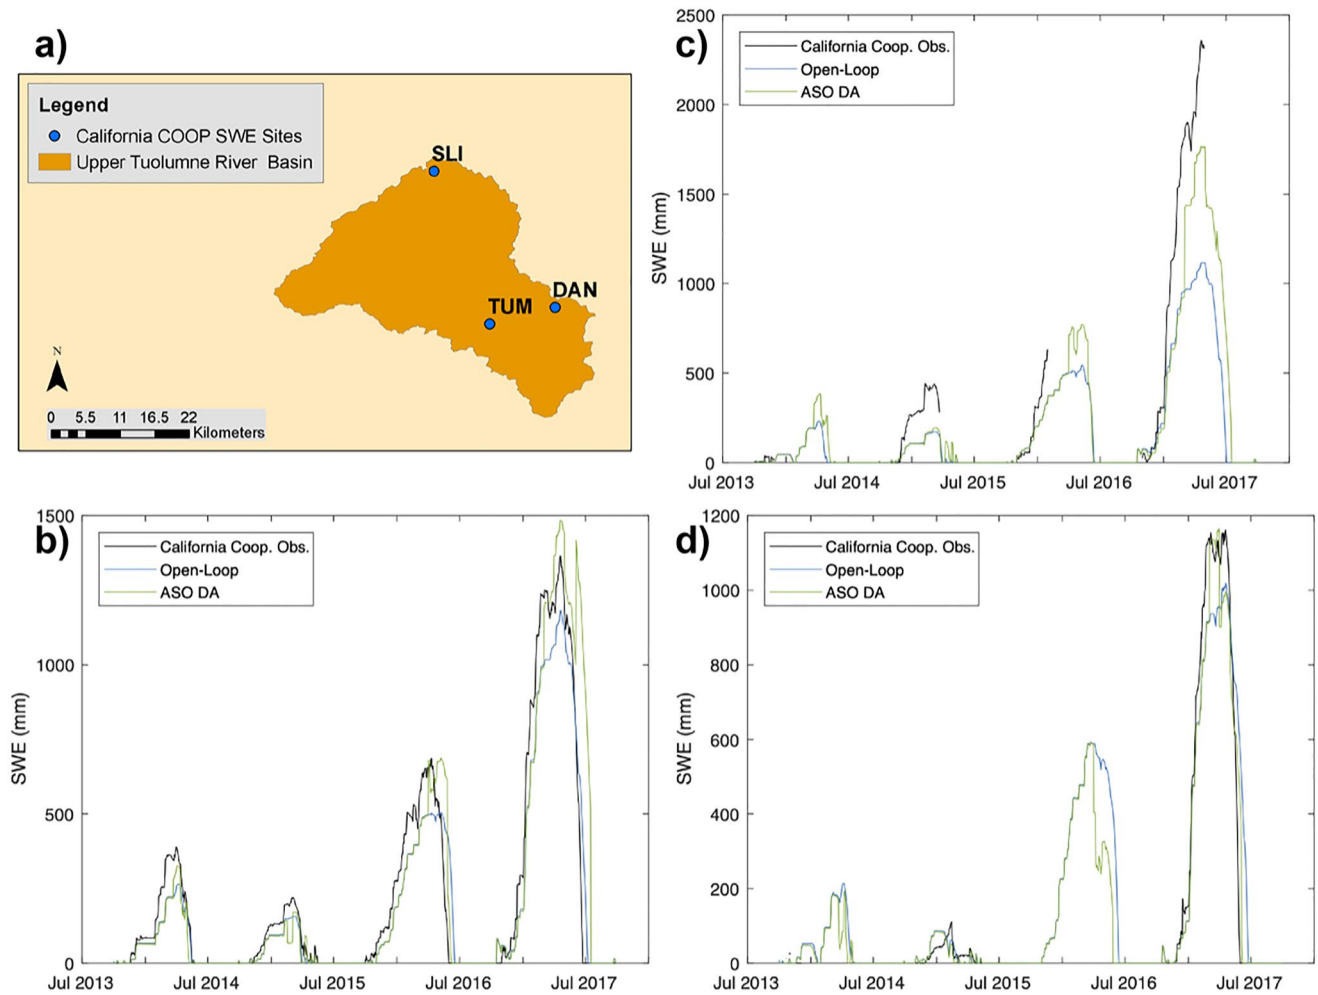 a)
Legend
California COOP SWE Sites
Upper Tuolumne River Basin
SLI
DAN
TUM
N
0 5.5 11 16.5 22
Kilometers
c)
California Coop. Obs.
Open-Loop
ASO DA
2500
2000
1500
1000
500
0
SWE (mm)
Jul 2013 Jul 2014 Jul 2015 Jul 2016 Jul 2017
b)
California Coop. Obs.
Open-Loop
ASO DA
1500
1000
500
0
SWE (mm)
Jul 2013 Jul 2014 Jul 2015 Jul 2016 Jul 2017
d)
California Coop. Obs.
Open-Loop
ASO DA
1200
1000
800
600
400
200
0
SWE (mm)
Jul 2013 Jul 2014 Jul 2015 Jul 2016 Jul 2017